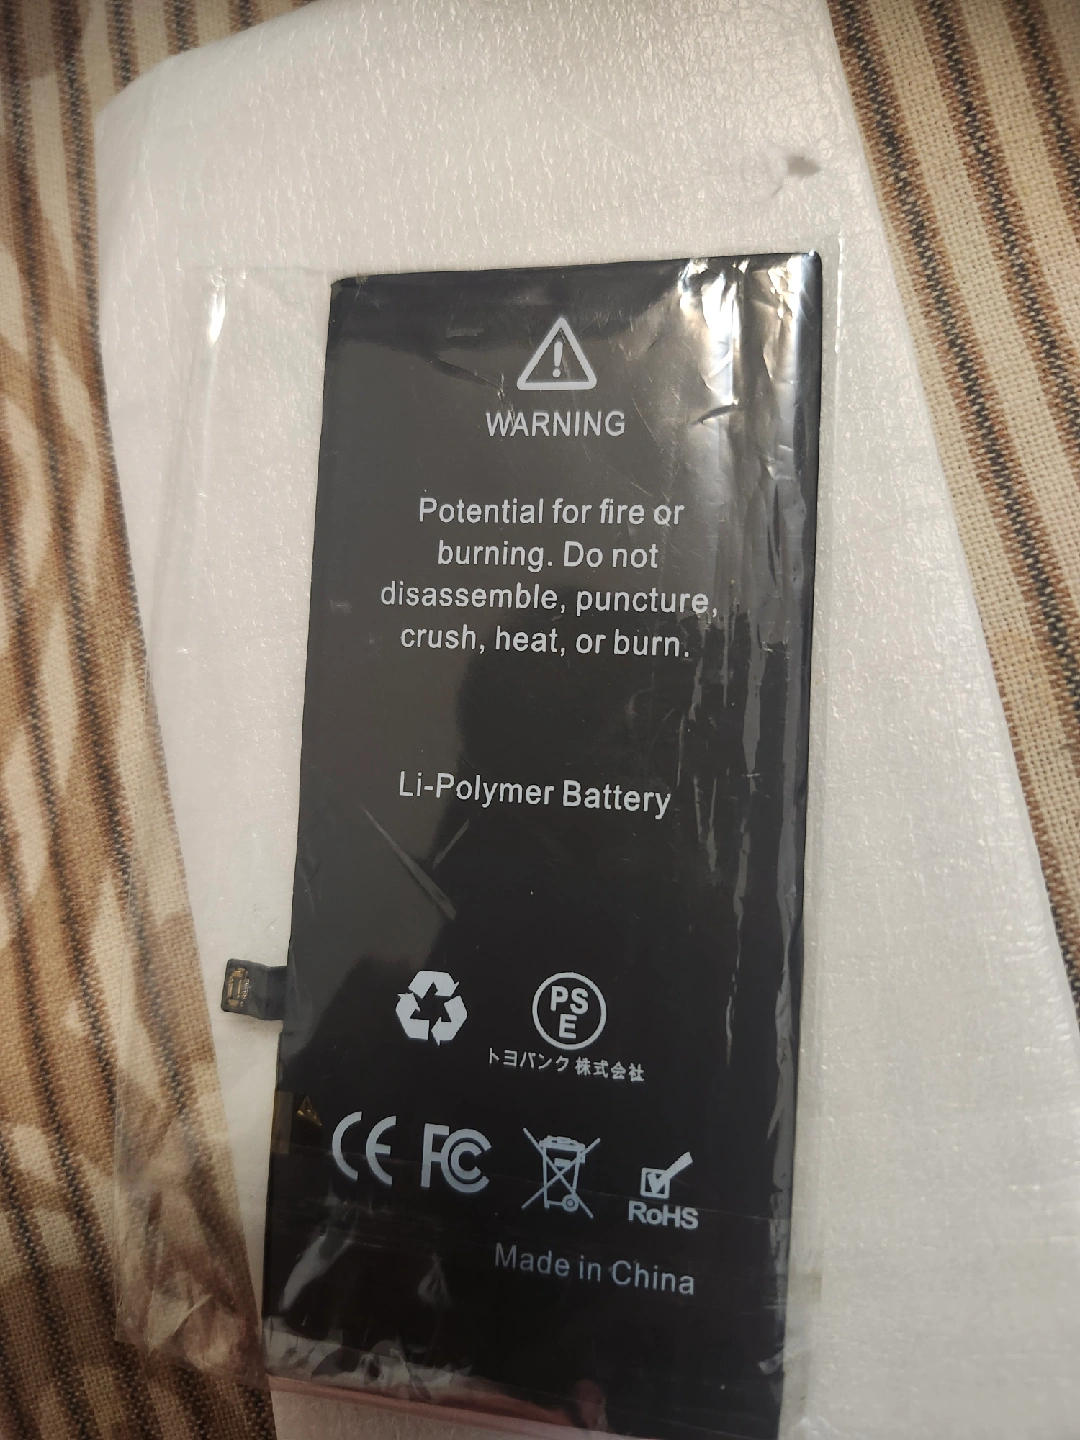 WARNING
Potential for fire or
burning. Do not
disassemble, puncture,
crush, heat, or burn.
Li-Polymer Battery
PS
E
トヨバンク 株式会社
CE FC
RoHS
Made in China